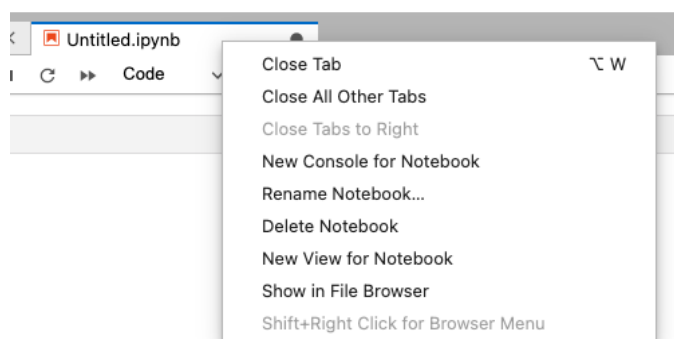 Untitled.ipynb
Code
Close Tab ⌥ W
Close All Other Tabs
Close Tabs to Right
New Console for Notebook
Rename Notebook...
Delete Notebook
New View for Notebook
Show in File Browser
Shift+Right Click for Browser Menu